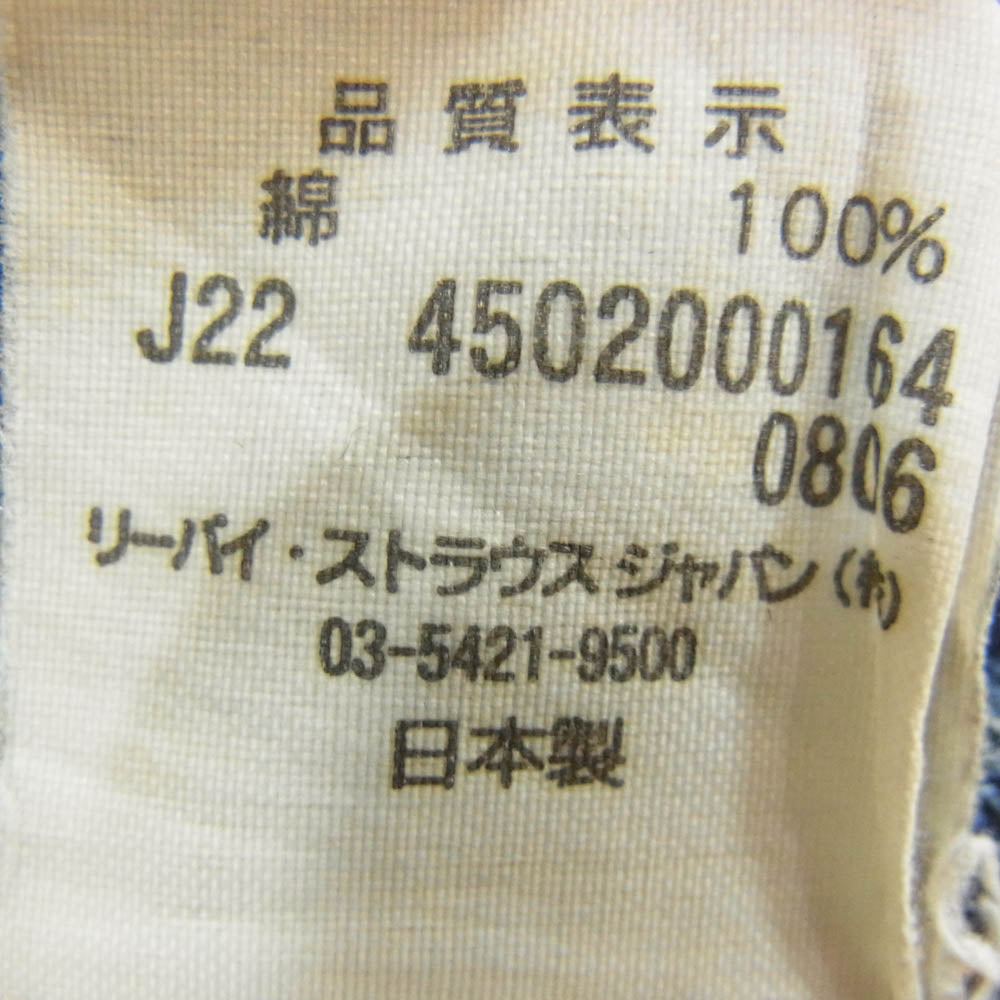 品質表示
綿 100%
J22 4502000164
0806
リーバイ・ストラウス ジャパン(株)
03-5421-9500
日本製